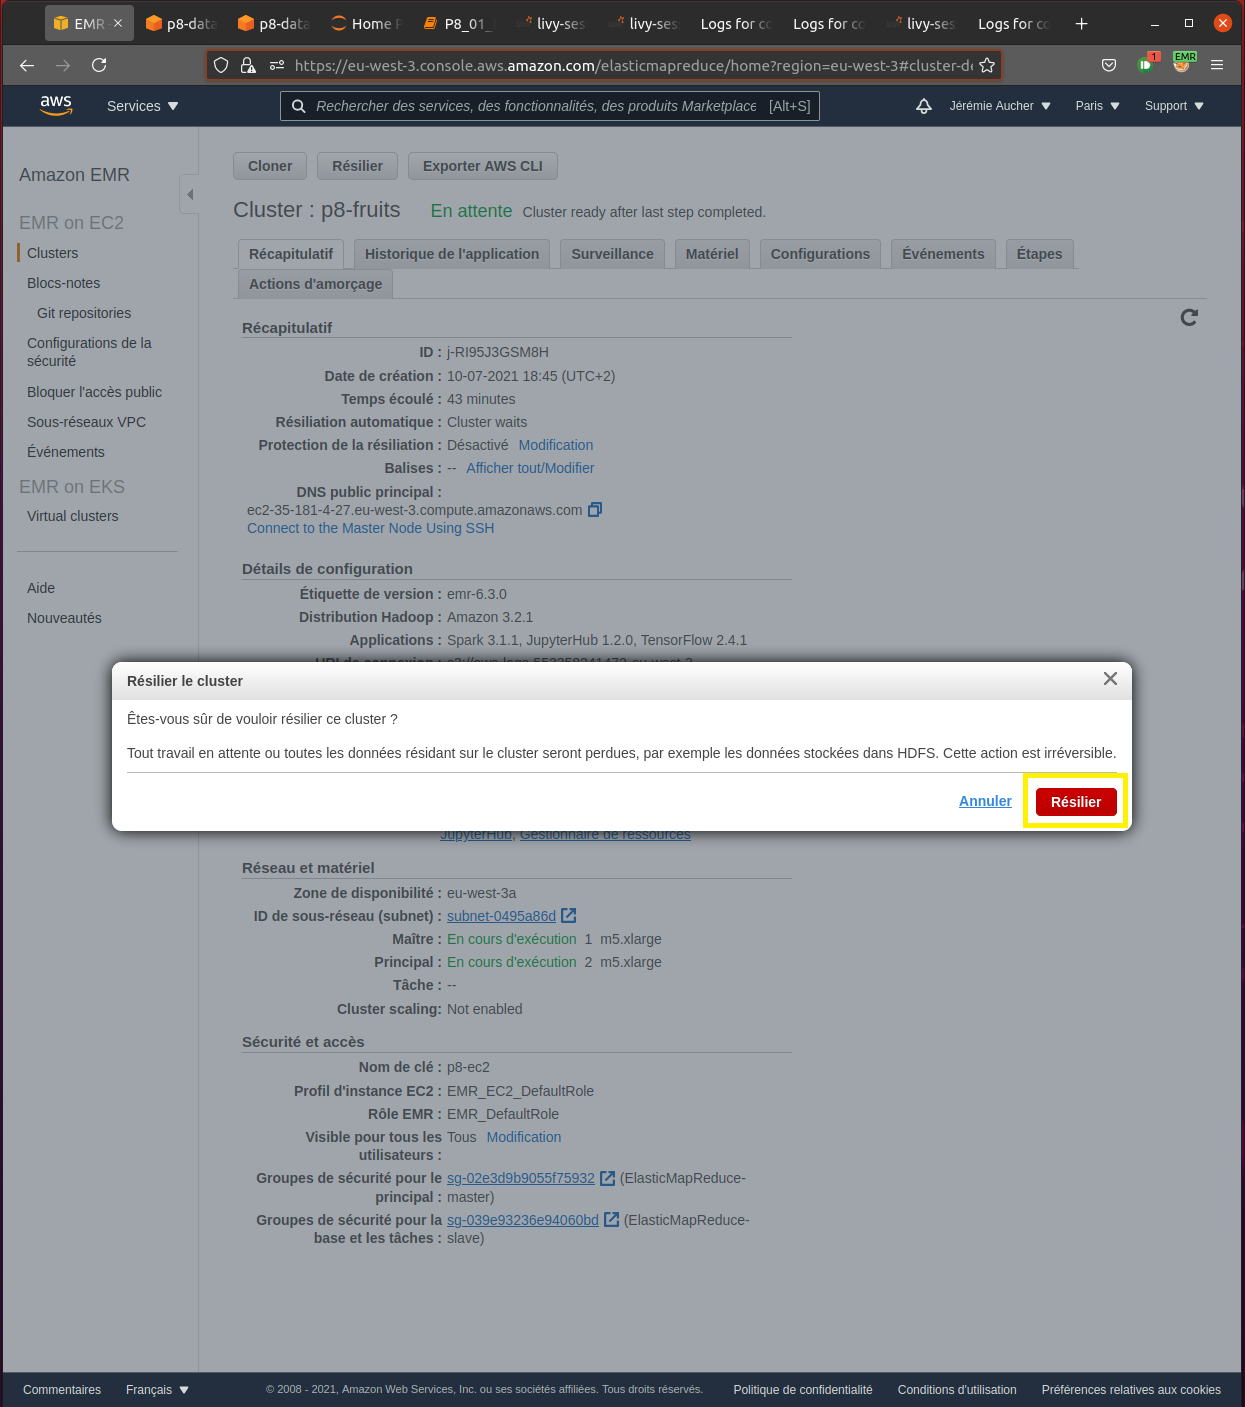 EMR
p8-data
p8-data
Home P
P8_01_
livy-ses
livy-ses
Logs for co
Logs for co
livy-ses
Logs for co
https://eu-west-3.console.aws.amazon.com/elasticmapreduce/home?region=eu-west-3#cluster-de
1
EMR
aws
Services
Rechercher des services, des fonctionnalités, des produits Marketplace
[Alt+S]
Jérémie Aucher
Paris
Support
Amazon EMR
EMR on EC2
Clusters
Blocs-notes
Git repositories
Configurations de la
sécurité
Bloquer l'accès public
Sous-réseaux VPC
Événements
EMR on EKS
Virtual clusters
Aide
Nouveautés
Cloner
Résilier
Exporter AWS CLI
Cluster : p8-fruits
En attente
Cluster ready after last step completed.
Récapitulatif
Historique de l'application
Surveillance
Matériel
Configurations
Événements
Étapes
Actions d'amorçage
Récapitulatif
ID : j-RI95J3GSM8H
Date de création : 10-07-2021 18:45 (UTC+2)
Temps écoulé : 43 minutes
Résiliation automatique : Cluster waits
Protection de la résiliation : Désactivé Modification
Balises : -- Afficher tout/Modifier
DNS public principal :
ec2-35-181-4-27.eu-west-3.compute.amazonaws.com
Connect to the Master Node Using SSH
Détails de configuration
Étiquette de version : emr-6.3.0
Distribution Hadoop : Amazon 3.2.1
Applications : Spark 3.1.1, JupyterHub 1.2.0, TensorFlow 2.4.1
Résilier le cluster
Êtes-vous sûr de vouloir résilier ce cluster ?
Tout travail en attente ou toutes les données résidant sur le cluster seront perdues, par exemple les données stockées dans HDFS. Cette action est irréversible.
Annuler
Résilier
JupyterHub, Gestionnaire de ressources
Réseau et matériel
Zone de disponibilité : eu-west-3a
ID de sous-réseau (subnet) : subnet-0495a86d
Maître : En cours d'exécution 1 m5.xlarge
Principal : En cours d'exécution 2 m5.xlarge
Tâche : --
Cluster scaling: Not enabled
Sécurité et accès
Nom de clé : p8-ec2
Profil d'instance EC2 : EMR_EC2_DefaultRole
Rôle EMR : EMR_DefaultRole
Visible pour tous les Tous Modification
utilisateurs :
Groupes de sécurité pour le sg-02e3d9b9055f75932 (ElasticMapReduce-
principal : master)
Groupes de sécurité pour la sg-039e93236e94060bd (ElasticMapReduce-
base et les tâches : slave)
Commentaires
Français
© 2008 - 2021, Amazon Web Services, Inc. ou ses sociétés affiliées. Tous droits réservés.
Politique de confidentialité
Conditions d'utilisation
Préférences relatives aux cookies